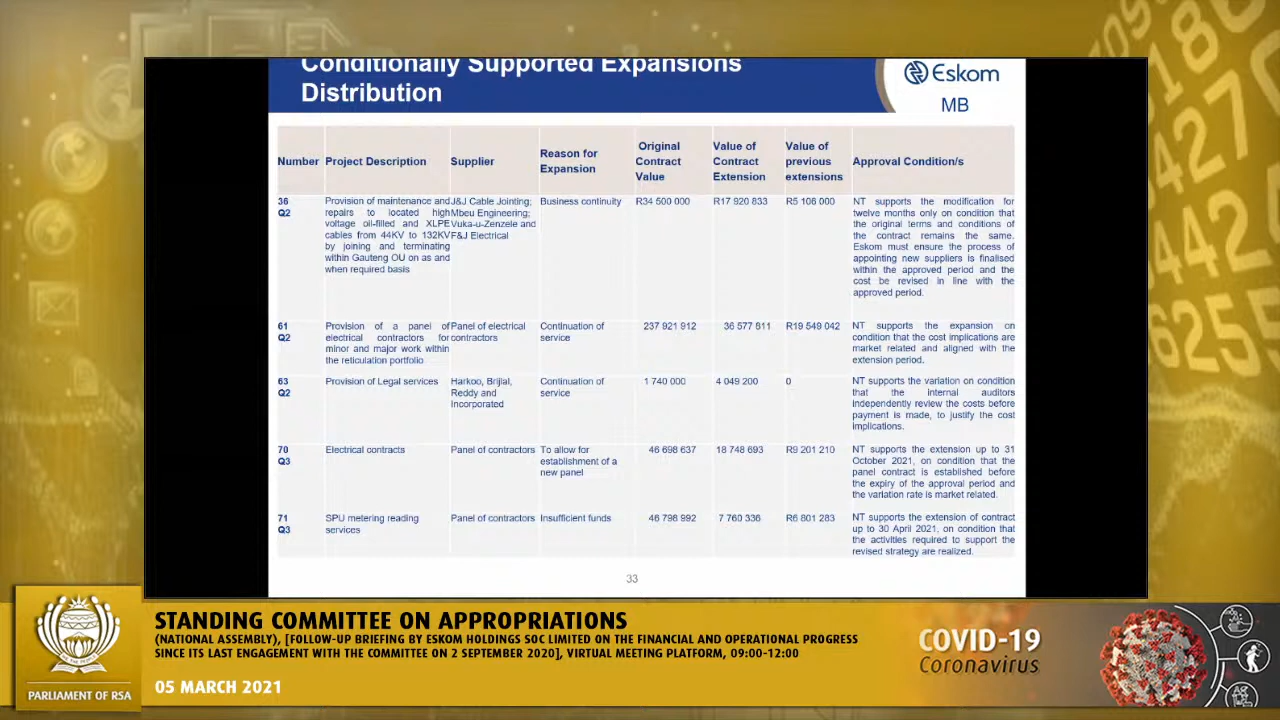 Conditionally Supported Expansions
Distribution
Eskom
MB
Number Project Description Supplier Reason for Expansion Original Contract Value Value of Contract Extension Value of previous extensions Approval Condition/s
36 Q2
Provision of maintenance and
repairs to located high
voltage oil-filled and XLPE
cables from 44KV to 132KV
by joining and terminating
within Gauteng OU on as and
when required basis
J&J Cable Jointing;
Mbeu Engineering;
Vuka-u-Zenzele and
F&J Electrical
Business continuity
R34 500 000
R17 920 833
R5 106 000
NT supports the modification for
twelve months only on condition that
the original terms and conditions of
the contract remains the same.
Eskom must ensure the process of
appointing new suppliers is finalised
within the approved period and the
cost be revised in line with the
approved period.
61 Q2
Provision of a panel of
electrical contractors for
minor and major work within
the reticulation portfolio
Panel of electrical
contractors
Continuation of
service
237 921 912
36 577 811
R19 549 042
NT supports the expansion on
condition that the cost implications are
market related and aligned with the
extension period.
63 Q2
Provision of Legal services
Harkoo, Brijlal,
Reddy and
Incorporated
Continuation of
service
1 740 000
4 049 200
0
NT supports the variation on condition
that the internal auditors
independently review the costs before
payment is made, to justify the cost
implications.
70 Q3
Electrical contracts
Panel of contractors
To allow for
establishment of a
new panel
46 698 637
18 748 693
R9 201 210
NT supports the extension up to 31
October 2021, on condition that the
panel contract is established before
the expiry of the approval period and
the variation rate is market related.
71 Q3
SPU metering reading
services
Panel of contractors
Insufficient funds
46 798 992
7 760 336
R6 801 283
NT supports the extension of contract
up to 30 April 2021, on condition that
the activities required to support the
revised strategy are realized.
33
STANDING COMMITTEE ON APPROPRIATIONS
(NATIONAL ASSEMBLY), [FOLLOW-UP BRIEFING BY ESKOM HOLDINGS SOC LIMITED ON THE FINANCIAL AND OPERATIONAL PROGRESS
SINCE ITS LAST ENGAGEMENT WITH THE COMMITTEE ON 2 SEPTEMBER 2020], VIRTUAL MEETING PLATFORM, 09:00-12:00
05 MARCH 2021
PARLIAMENT OF RSA
COVID-19
Coronavirus